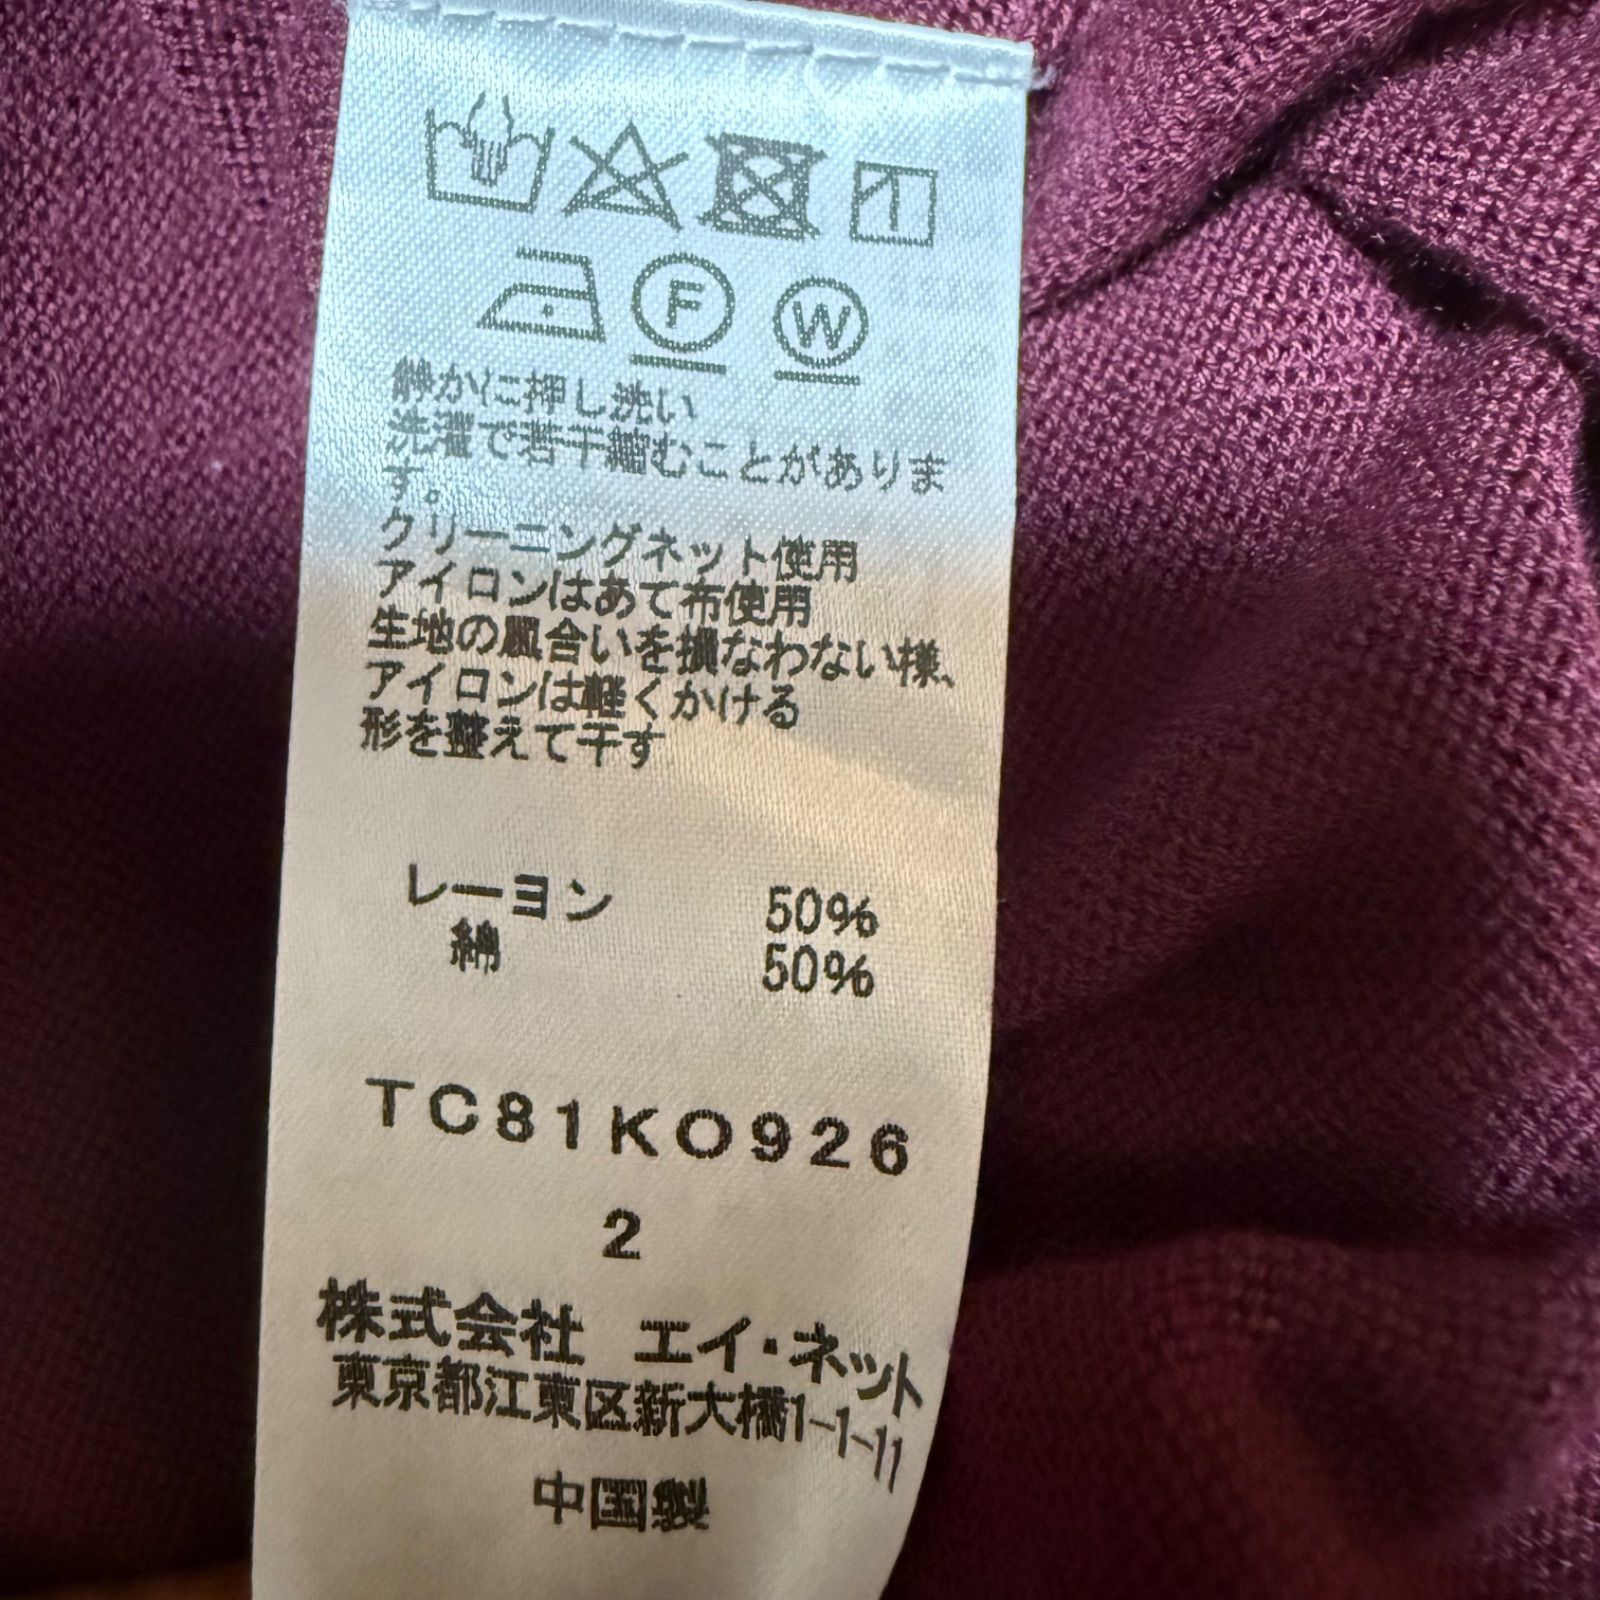 F W
静かに押し洗い
洗濯で若干縮むことがありま
す。
クリーニングネット使用
アイロンはあて布使用
生地の風合いを損なわない様、
アイロンは軽くかける
形を整えて干す
レーヨン 50%
綿 50%
TC81KO926
2
株式会社 エイ・ネット
東京都江東区新大橋1-1-11
中国製